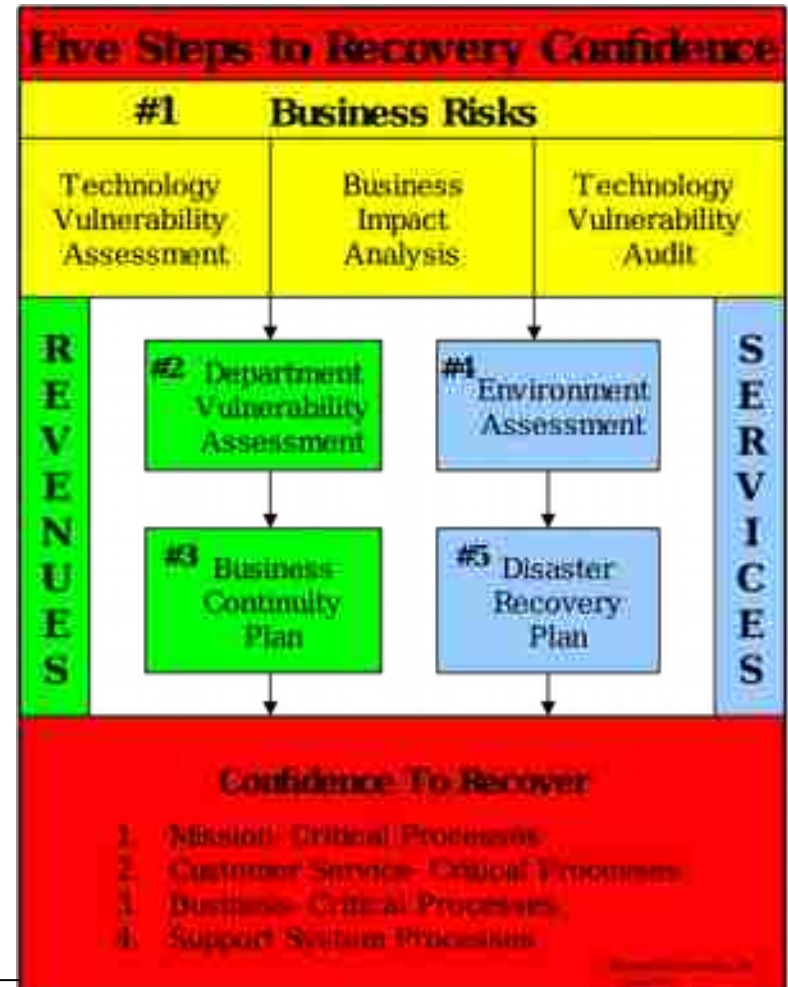 Five Steps to Recovery Confidence
#1 Business Risks
Technology
Vulnerability
Assessment
Business
Impact
Analysis
Technology
Vulnerability
Audit
REVENUES
#2 Department
Vulnerability
Assessment
#3 Business
Continuity
Plan
#4 Environment
Assessment
#5 Disaster
Recovery
Plan
SERVICES
Confidence To Recover
1. Mission- Critical Processes
2. Customer Service- Critical Processes
3. Business- Critical Processes
4. Support System Processes